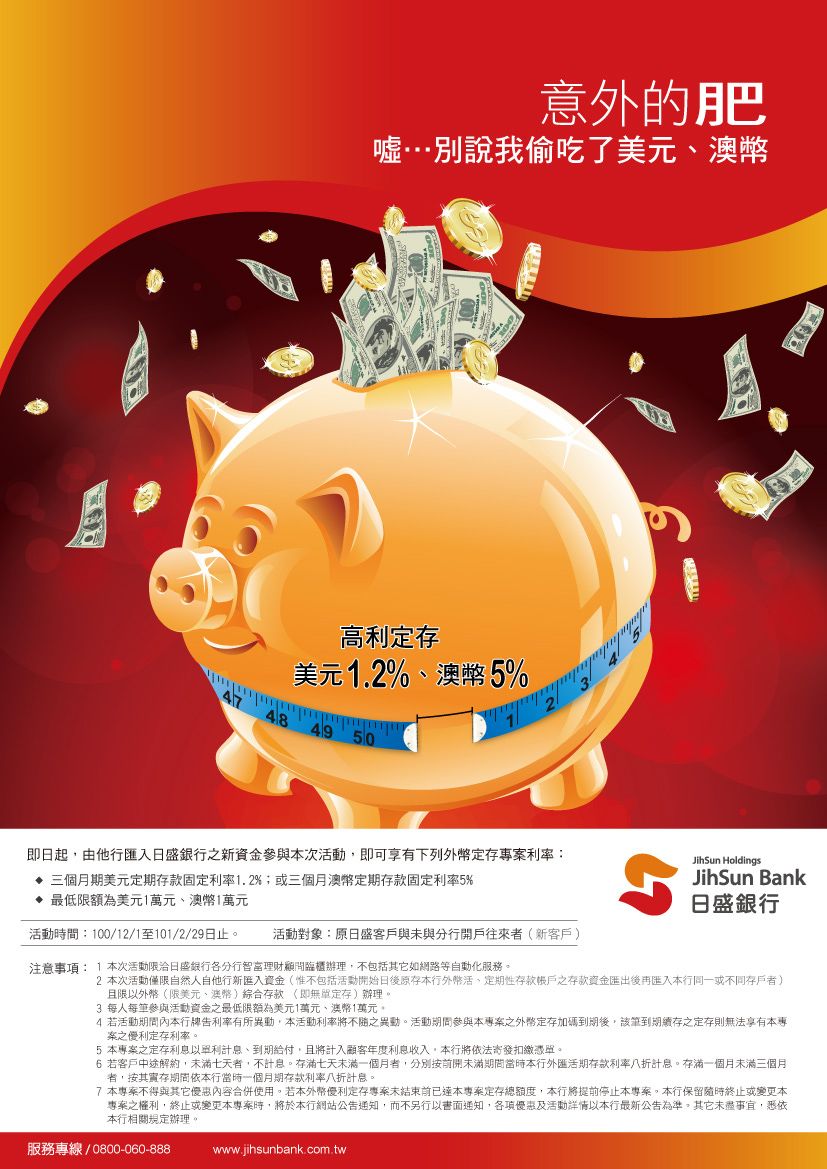 意外的肥
噓…別說我偷吃了美元、澳幣
高利定存
美元1.2%、澳幣5%
47 48 49 50 1 2 3 4 5
即日起，由他行匯入日盛銀行之新資金參與本次活動，即可享有下列外幣定存專案利率：
◆ 三個月期美元定期存款固定利率1.2%；或三個月澳幣定期存款固定利率5%
◆ 最低限額為美元1萬元、澳幣1萬元
JihSun Holdings
JihSun Bank
日盛銀行
活動時間：100/12/1至101/2/29日止。 活動對象：原日盛客戶與未與分行開戶往來者（新客戶）
注意事項： 1 本次活動限洽日盛銀行各分行智富理財顧問臨櫃辦理，不包括其它如網路等自動化服務。
2 本次活動僅限自然人自他行新匯入資金（惟不包括活動開始日後原存本行外幣活、定期性存款帳戶之存款資金匯出後再匯入本行同一或不同存戶者）
且限以外幣（限美元、澳幣）綜合存款 （即無單定存）辦理。
3 每人每筆參與活動資金之最低限額為美元1萬元、澳幣1萬元。
4 若活動期間內本行牌告利率有所異動，本活動利率將不隨之異動。活動期間參與本專案之外幣定存加碼到期後，該筆到期續存之定存則無法享有本專
案之優利定存利率。
5 本專案之定存利息以單利計息、到期給付，且將計入顧客年度利息收入，本行將依法寄發扣繳憑單。
6 若客戶中途解約，未滿七天者，不計息。存滿七天未滿一個月者，分別按前開未滿期間當時本行外匯活期存款利率八折計息。存滿一個月未滿三個月
者，按其實存期間依本行當時一個月期存款利率八折計息。
7 本專案不得與其它優惠內容合併使用。若本外幣優利定存專案未結束前已達本專案定存總額度，本行將提前停止本專案。本行保留隨時終止或變更本
專案之權利，終止或變更本專案時，將於本行網站公告通知，而不另行以書面通知，各項優惠及活動詳情以本行最新公告為準。其它未盡事宜，悉依
本行相關規定辦理。
服務專線 / 0800-060-888 www.jihsunbank.com.tw